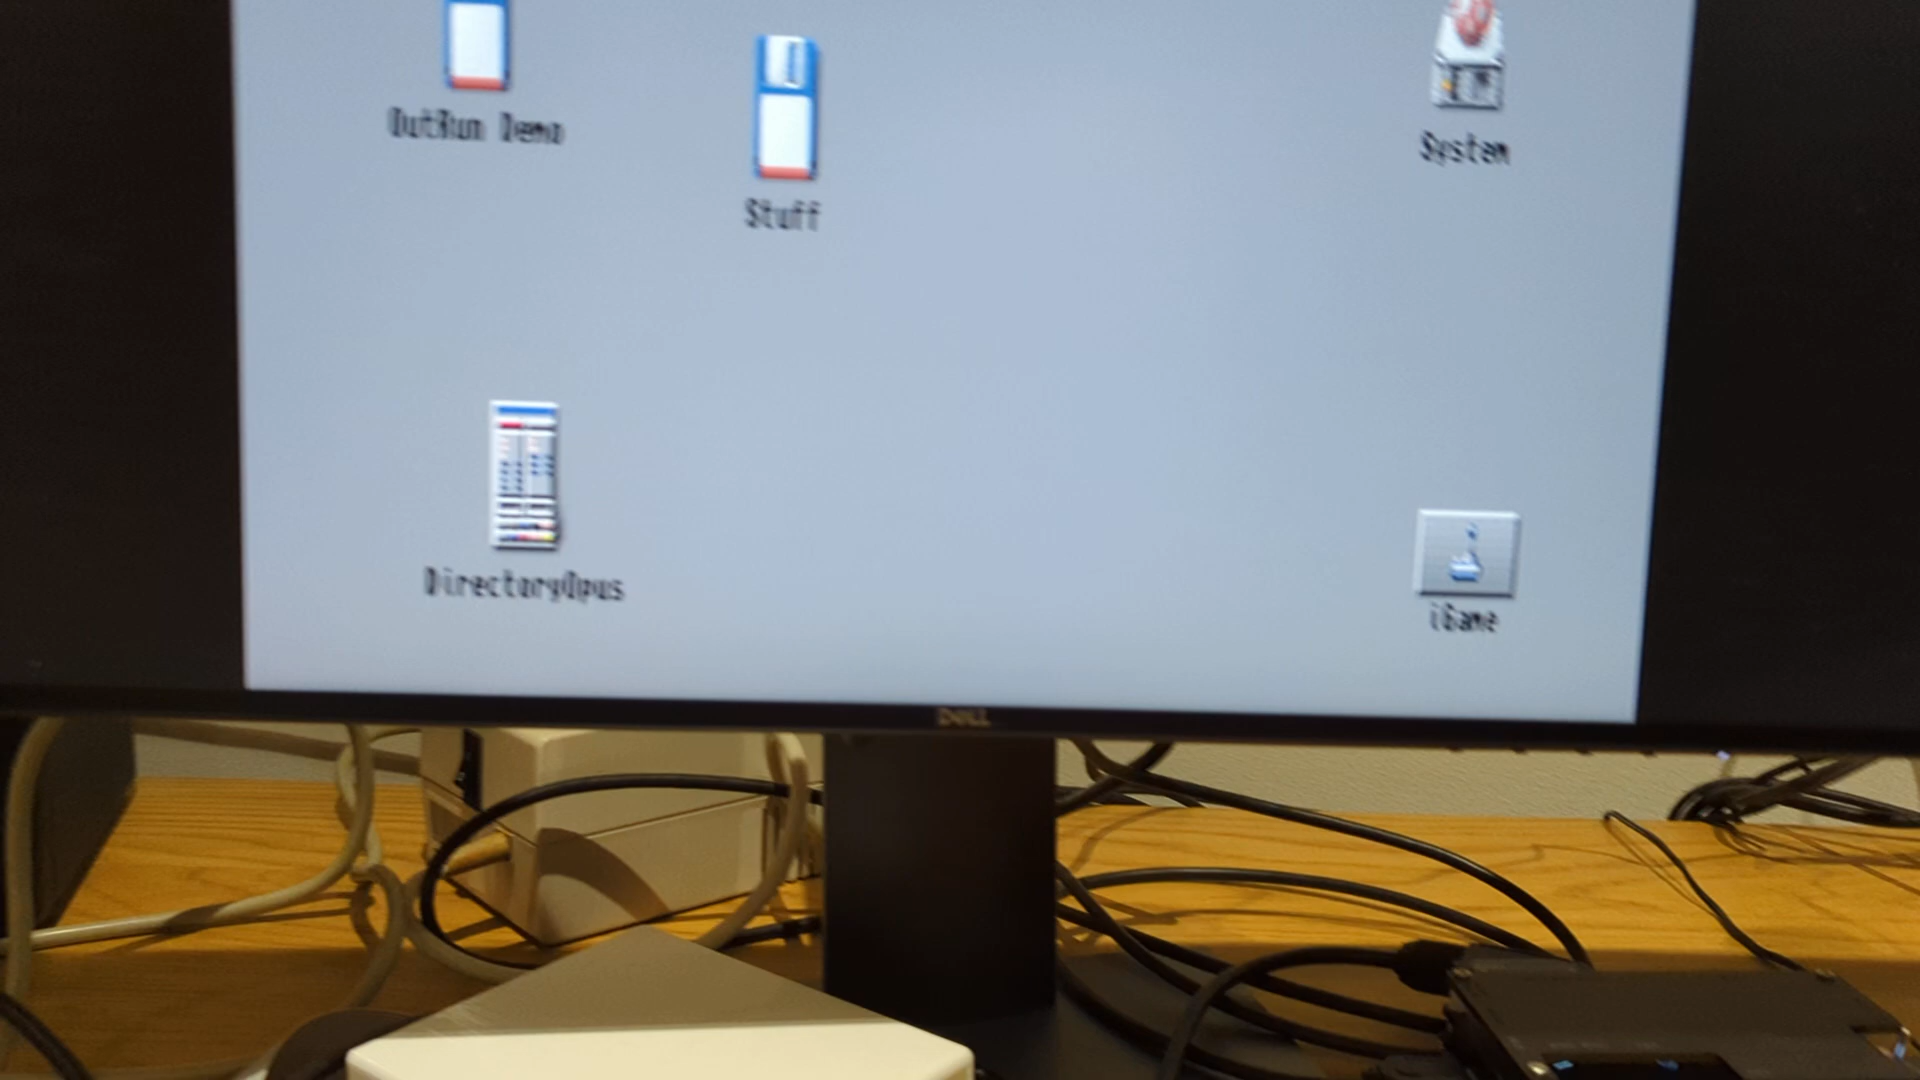 OutRun Demo
Stuff
System
DirectoryOpus
iGame
DELL